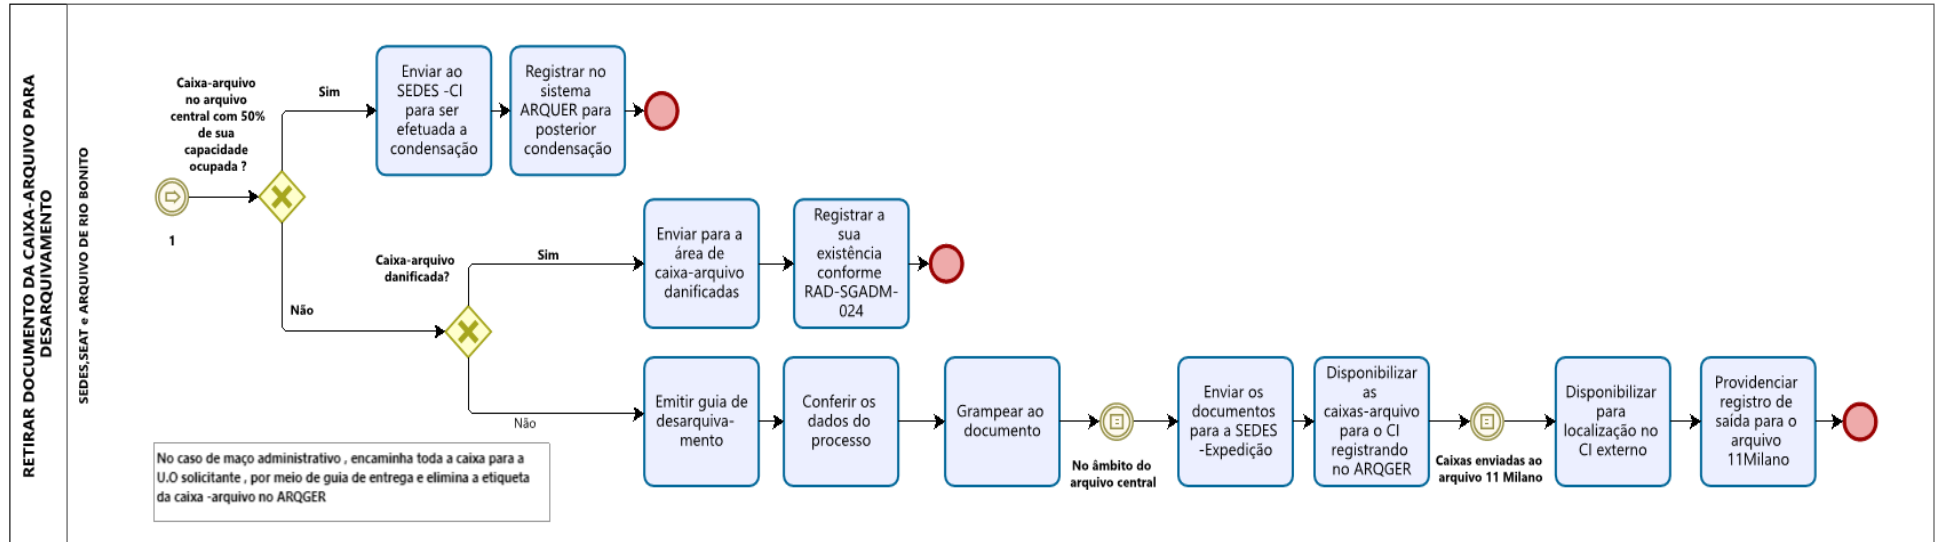 RETIRAR DOCUMENTO DA CAIXA-ARQUIVO PARA
DESARQUIVAMENTO
SEDES,SEAT e ARQUIVO DE RIO BONITO
1
Caixa-arquivo
no arquivo
central com 50%
de sua
capacidade
ocupada ?
Sim
Enviar ao
SEDES -CI
para ser
efetuada a
condensação
Registrar no
sistema
ARQUER para
posterior
condensação
Não
Caixa-arquivo
danificada?
Sim
Enviar para a
área de
caixa-arquivo
danificadas
Registrar a
sua
existência
conforme
RAD-SGADM-
024
Não
Emitir guia de
desarquiva-
mento
Conferir os
dados do
processo
Grampear ao
documento
No âmbito do
arquivo central
Enviar os
documentos
para a SEDES
-Expedição
Disponibilizar
as
caixas-arquivo
para o CI
registrando
no ARQGER
Caixas enviadas ao
arquivo 11 Milano
Disponibilizar
para
localização no
CI externo
Providenciar
registro de
saída para o
arquivo
11Milano
No caso de maço administrativo , encaminha toda a caixa para a
U.O solicitante , por meio de guia de entrega e elimina a etiqueta
da caixa -arquivo no ARQGER